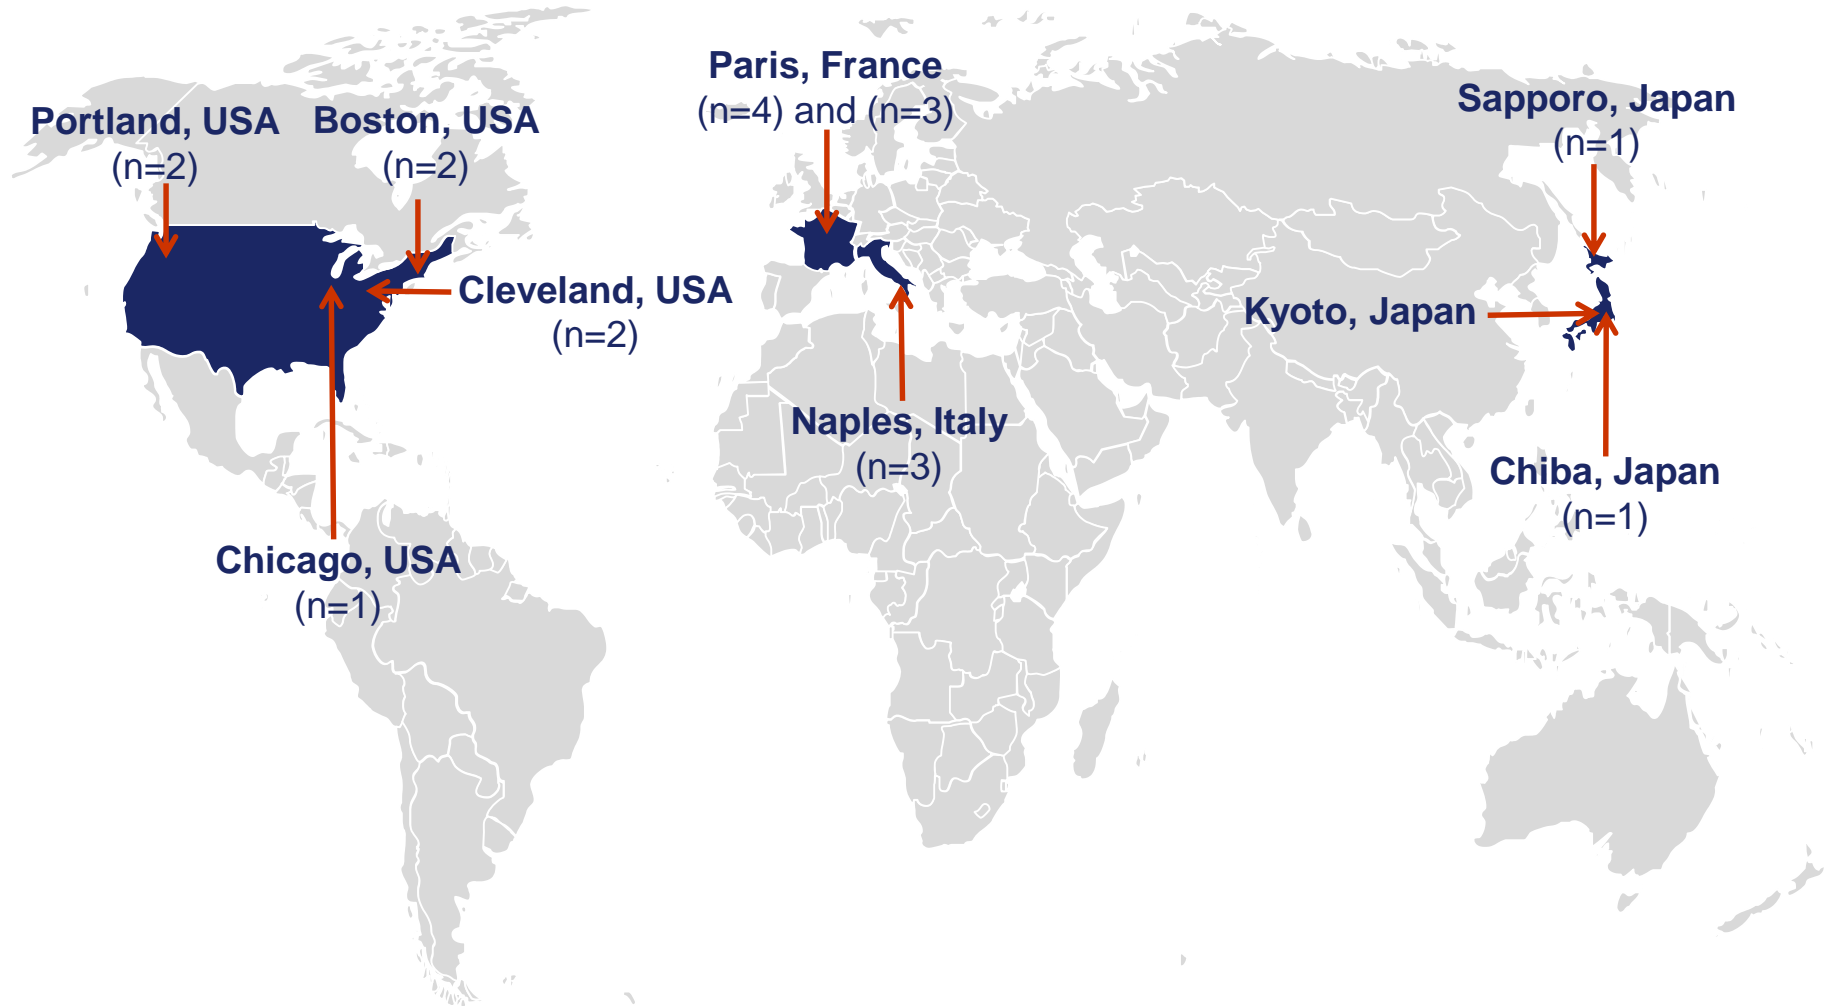 Paris, France
(n=4) and (n=3)
Sapporo, Japan
(n=1)
Portland, USA
(n=2)
Boston, USA
(n=2)
Cleveland, USA
(n=2)
Kyoto, Japan
Naples, Italy
(n=3)
Chiba, Japan
(n=1)
Chicago, USA
(n=1)